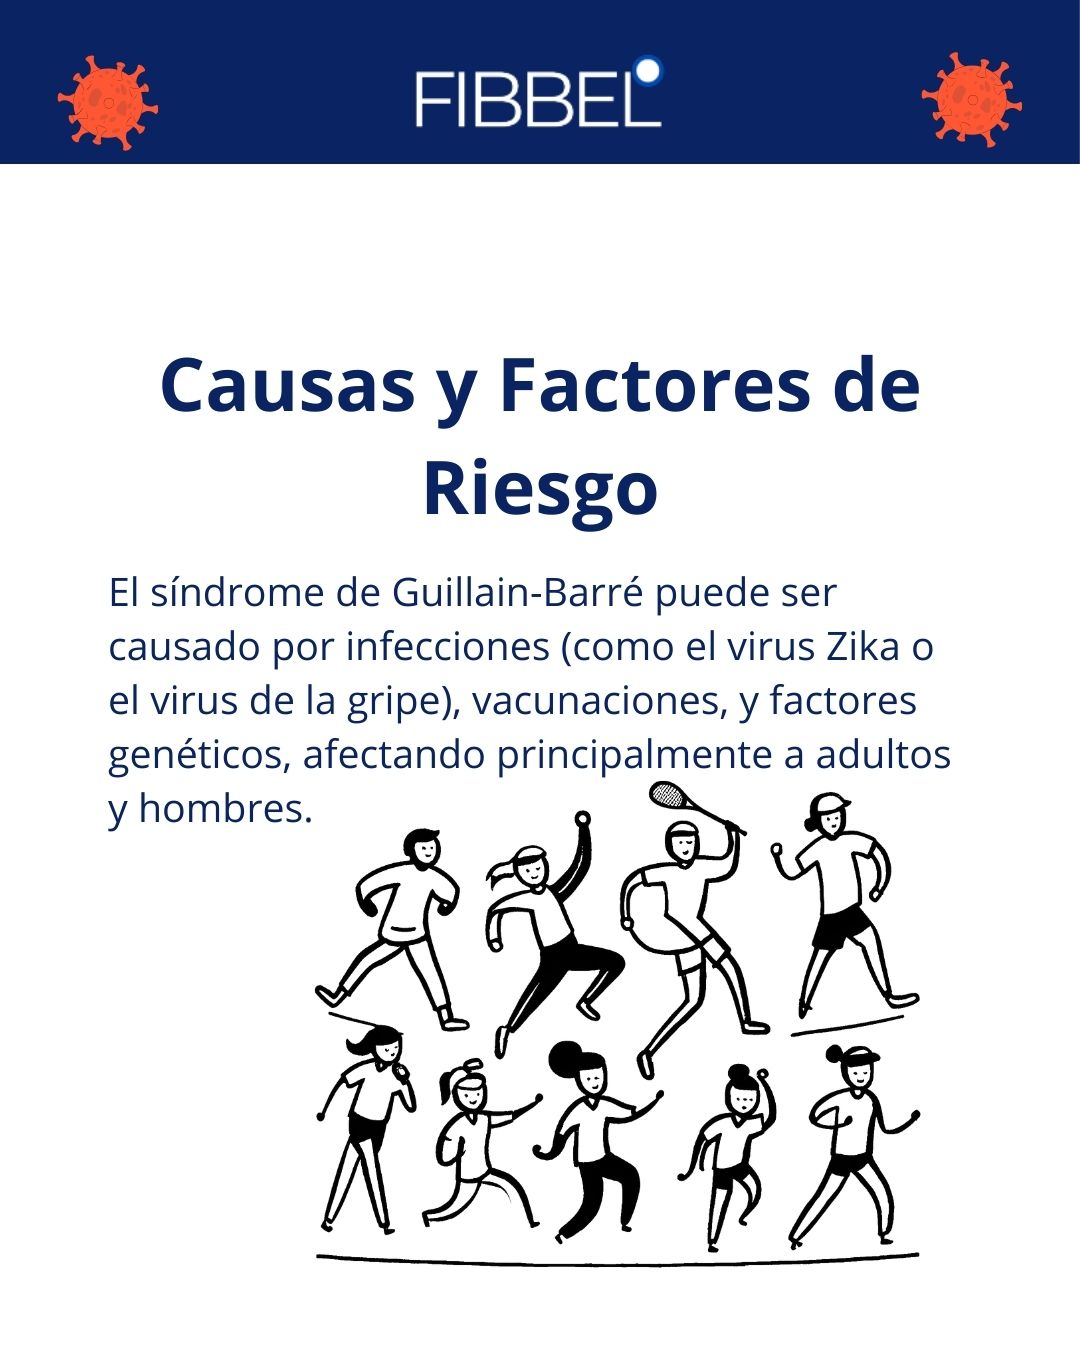 FIBBEL
Causas y Factores de
Riesgo
El síndrome de Guillain-Barré puede ser
causado por infecciones (como el virus Zika o
el virus de la gripe), vacunaciones, y factores
genéticos, afectando principalmente a adultos
y hombres.